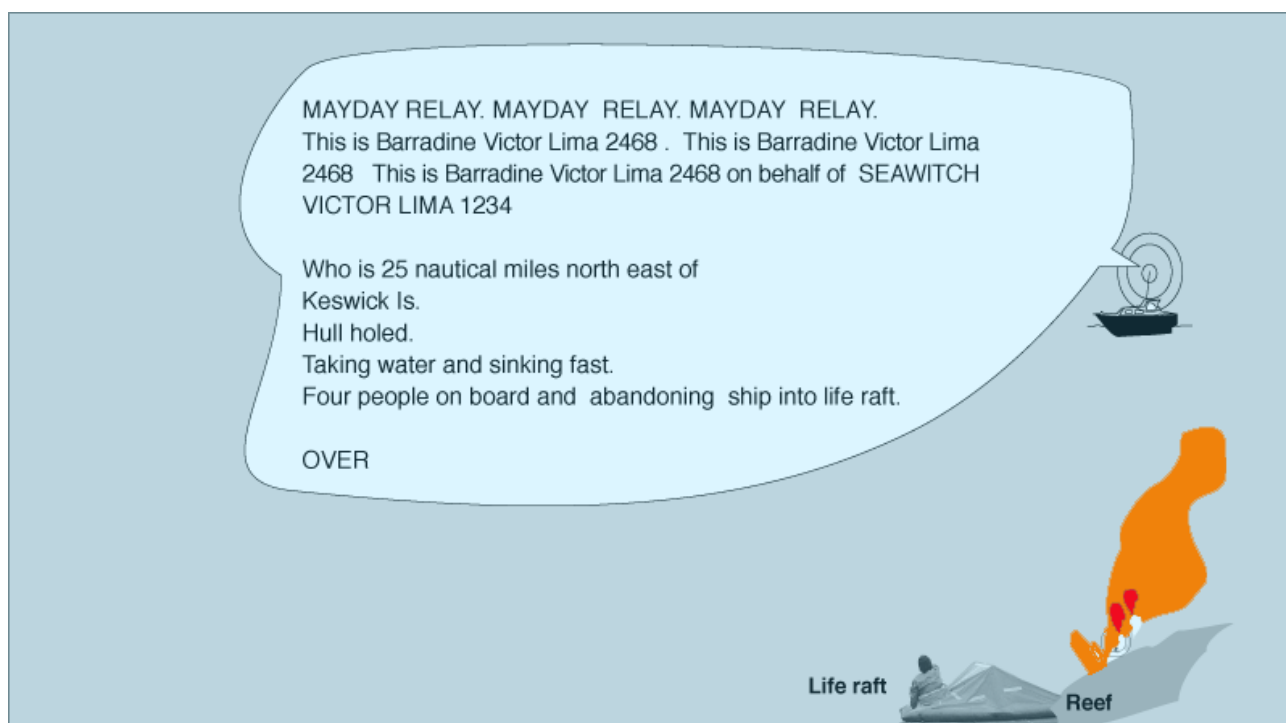 MAYDAY RELAY. MAYDAY RELAY. MAYDAY RELAY.
This is Barradine Victor Lima 2468 . This is Barradine Victor Lima
2468 This is Barradine Victor Lima 2468 on behalf of SEAWITCH
VICTOR LIMA 1234
Who is 25 nautical miles north east of
Keswick Is.
Hull holed.
Taking water and sinking fast.
Four people on board and abandoning ship into life raft.
OVER
Life raft
Reef